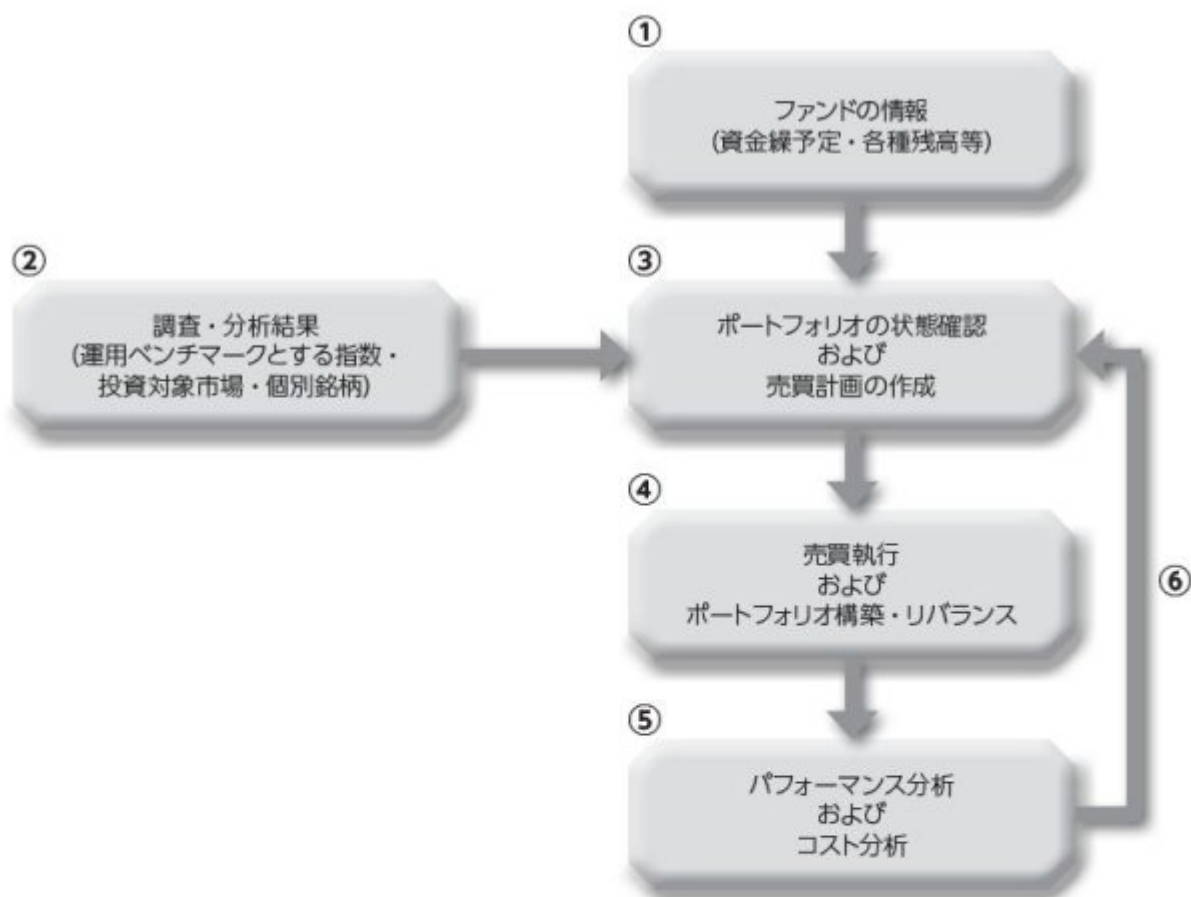 ①
ファンドの情報
(資金繰予定・各種残高等)
②
調査・分析結果
(運用ベンチマークとする指数・
投資対象市場・個別銘柄)
③
ポートフォリオの状態確認
および
売買計画の作成
④
売買執行
および
ポートフォリオ構築・リバランス
⑥
⑤
パフォーマンス分析
および
コスト分析